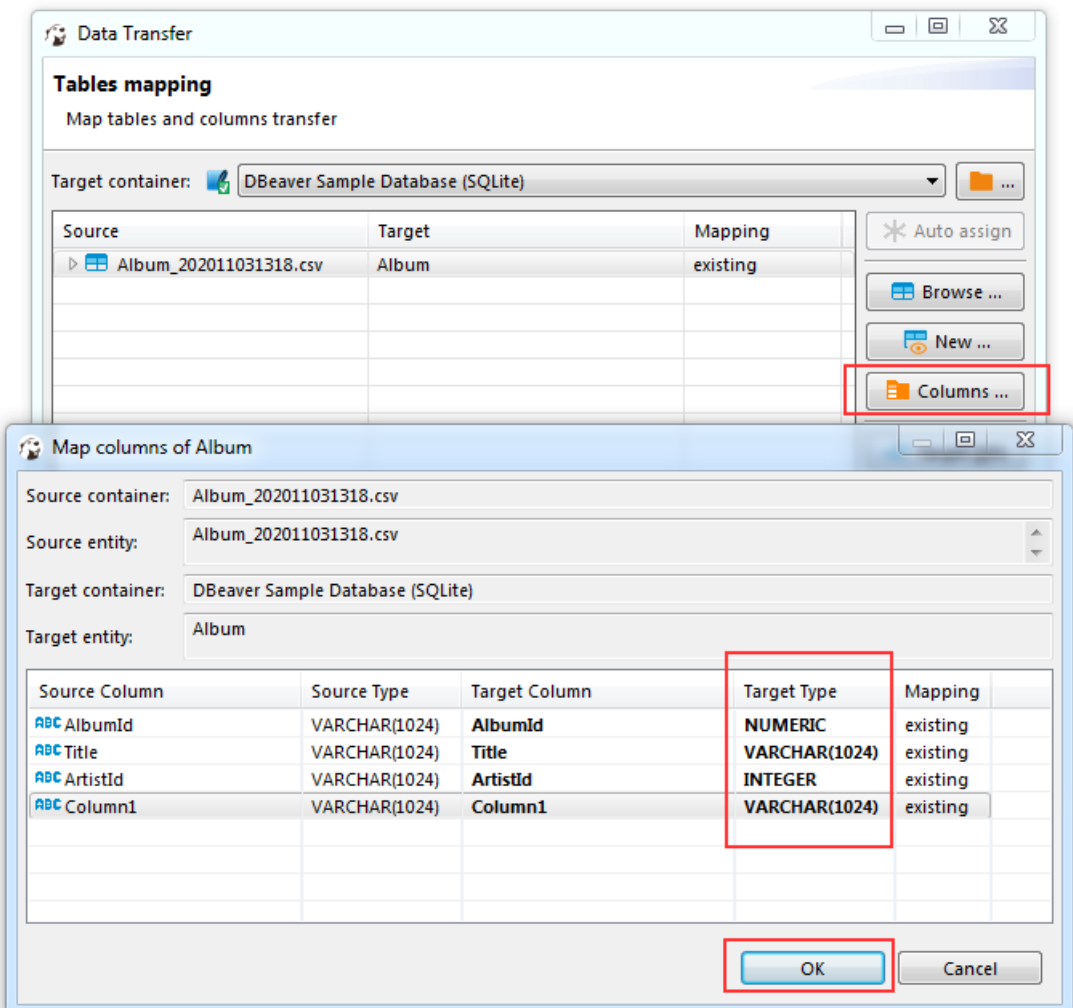 Data Transfer
Tables mapping
Map tables and columns transfer
Target container: DBeaver Sample Database (SQLite) ...
Source Target Mapping Auto assign
Album_202011031318.csv Album existing
Browse ...
New ...
Columns ...
Map columns of Album
Source container: Album_202011031318.csv
Source entity: Album_202011031318.csv
Target container: DBeaver Sample Database (SQLite)
Target entity: Album
Source Column Source Type Target Column Target Type Mapping
ABC AlbumId VARCHAR(1024) AlbumId NUMERIC existing
ABC Title VARCHAR(1024) Title VARCHAR(1024) existing
ABC ArtistId VARCHAR(1024) ArtistId INTEGER existing
ABC Column1 VARCHAR(1024) Column1 VARCHAR(1024) existing
OK Cancel